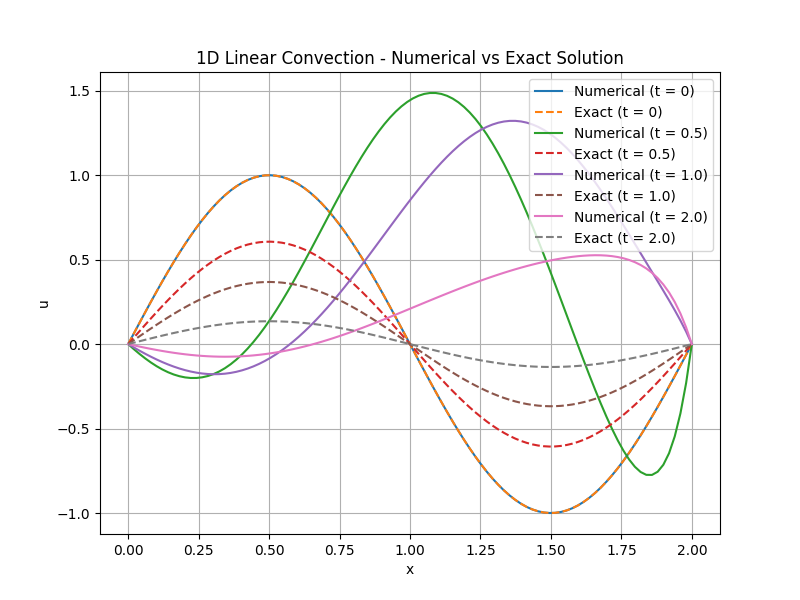 1D Linear Convection - Numerical vs Exact Solution
1.5
1.0
0.5
0.0
−0.5
−1.0
u
Numerical (t = 0)
Exact (t = 0)
Numerical (t = 0.5)
Exact (t = 0.5)
Numerical (t = 1.0)
Exact (t = 1.0)
Numerical (t = 2.0)
Exact (t = 2.0)
0.00 0.25 0.50 0.75 1.00 1.25 1.50 1.75 2.00
x